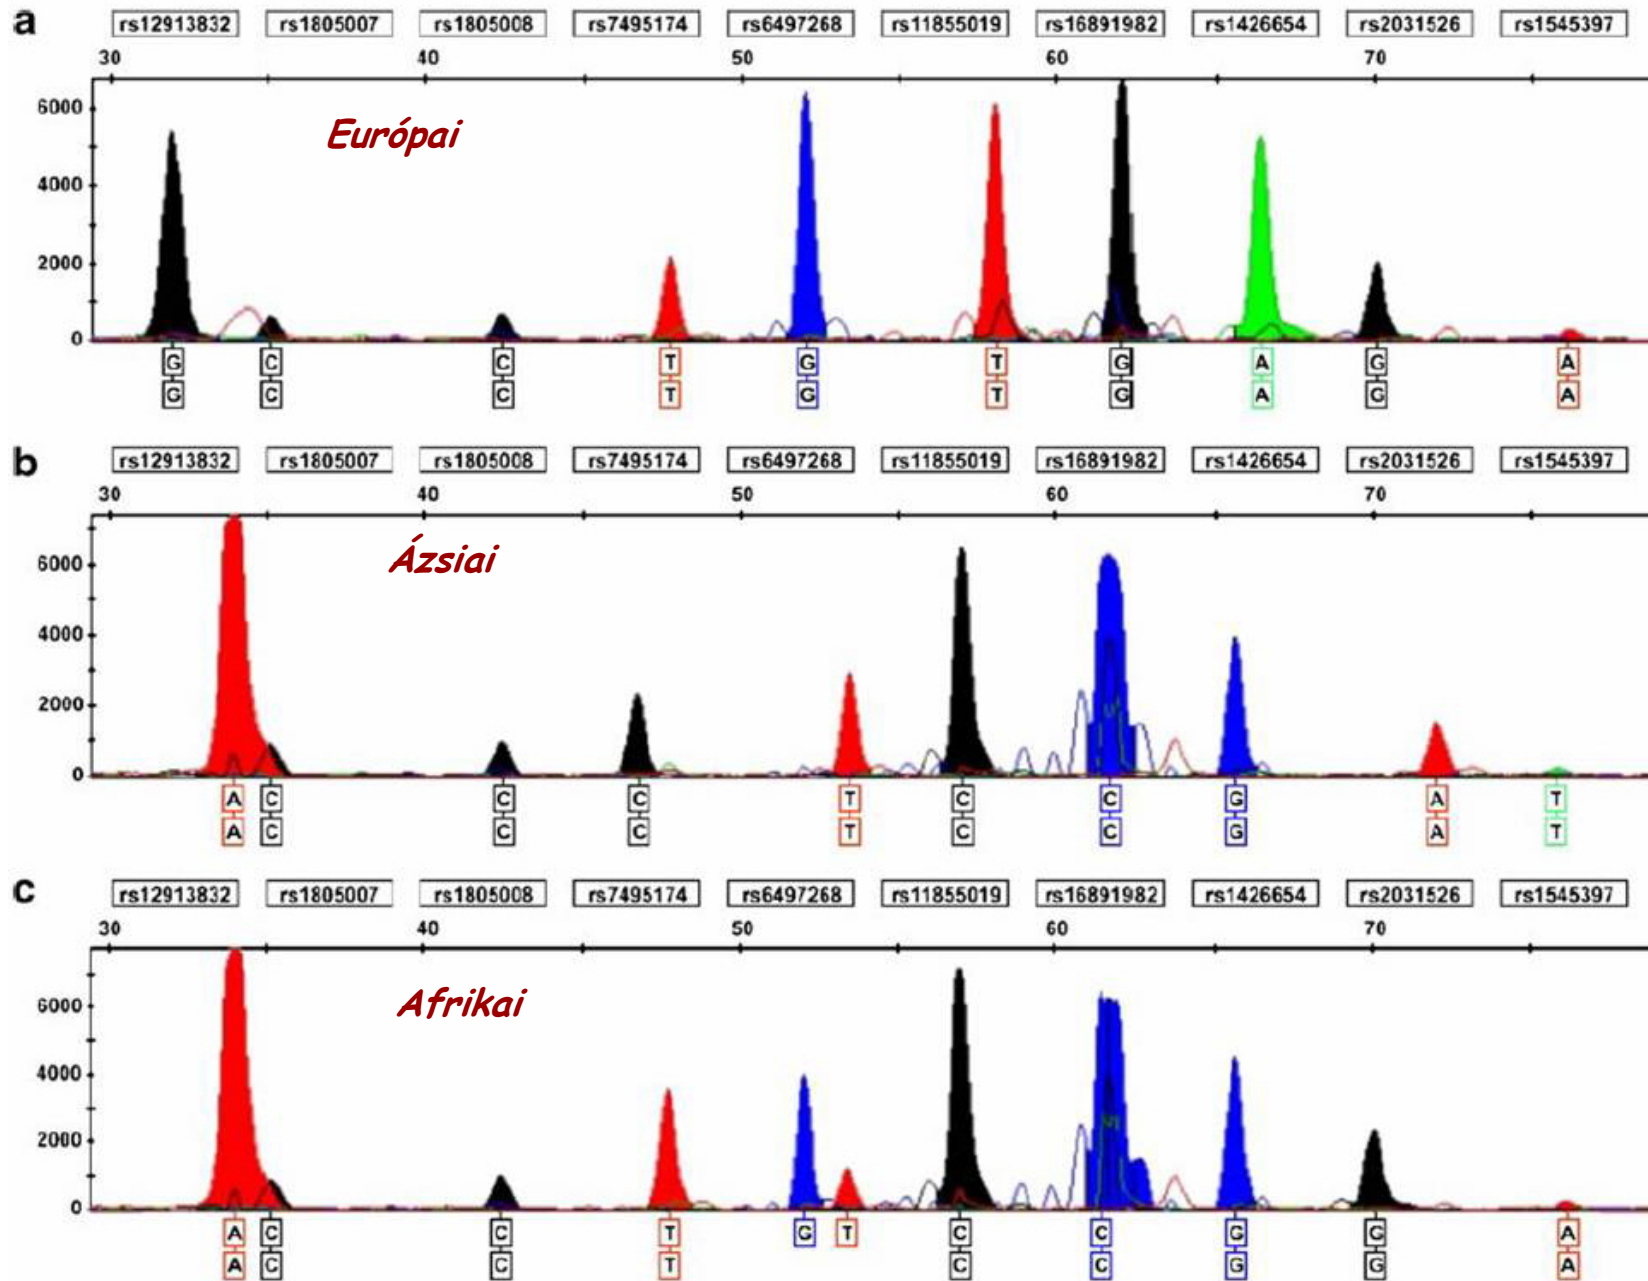 a
rs12913832 rs1805007 rs1805008 rs7495174 rs6497268 rs11855019 rs16891982 rs1426654 rs2031526 rs1545397
30 40 50 60 70
Európai
6000
4000
2000
0
G C C T G T G A G A
G C C T G T G A G A
b
rs12913832 rs1805007 rs1805008 rs7495174 rs6497268 rs11855019 rs16891982 rs1426654 rs2031526 rs1545397
30 40 50 60 70
Ázsiai
6000
4000
2000
0
A C C C T C C G A T
A C C C T C C G A T
c
rs12913832 rs1805007 rs1805008 rs7495174 rs6497268 rs11855019 rs16891982 rs1426654 rs2031526 rs1545397
30 40 50 60 70
Afrikai
6000
4000
2000
0
A C C T G T C C G G A
A C C T C C G G A